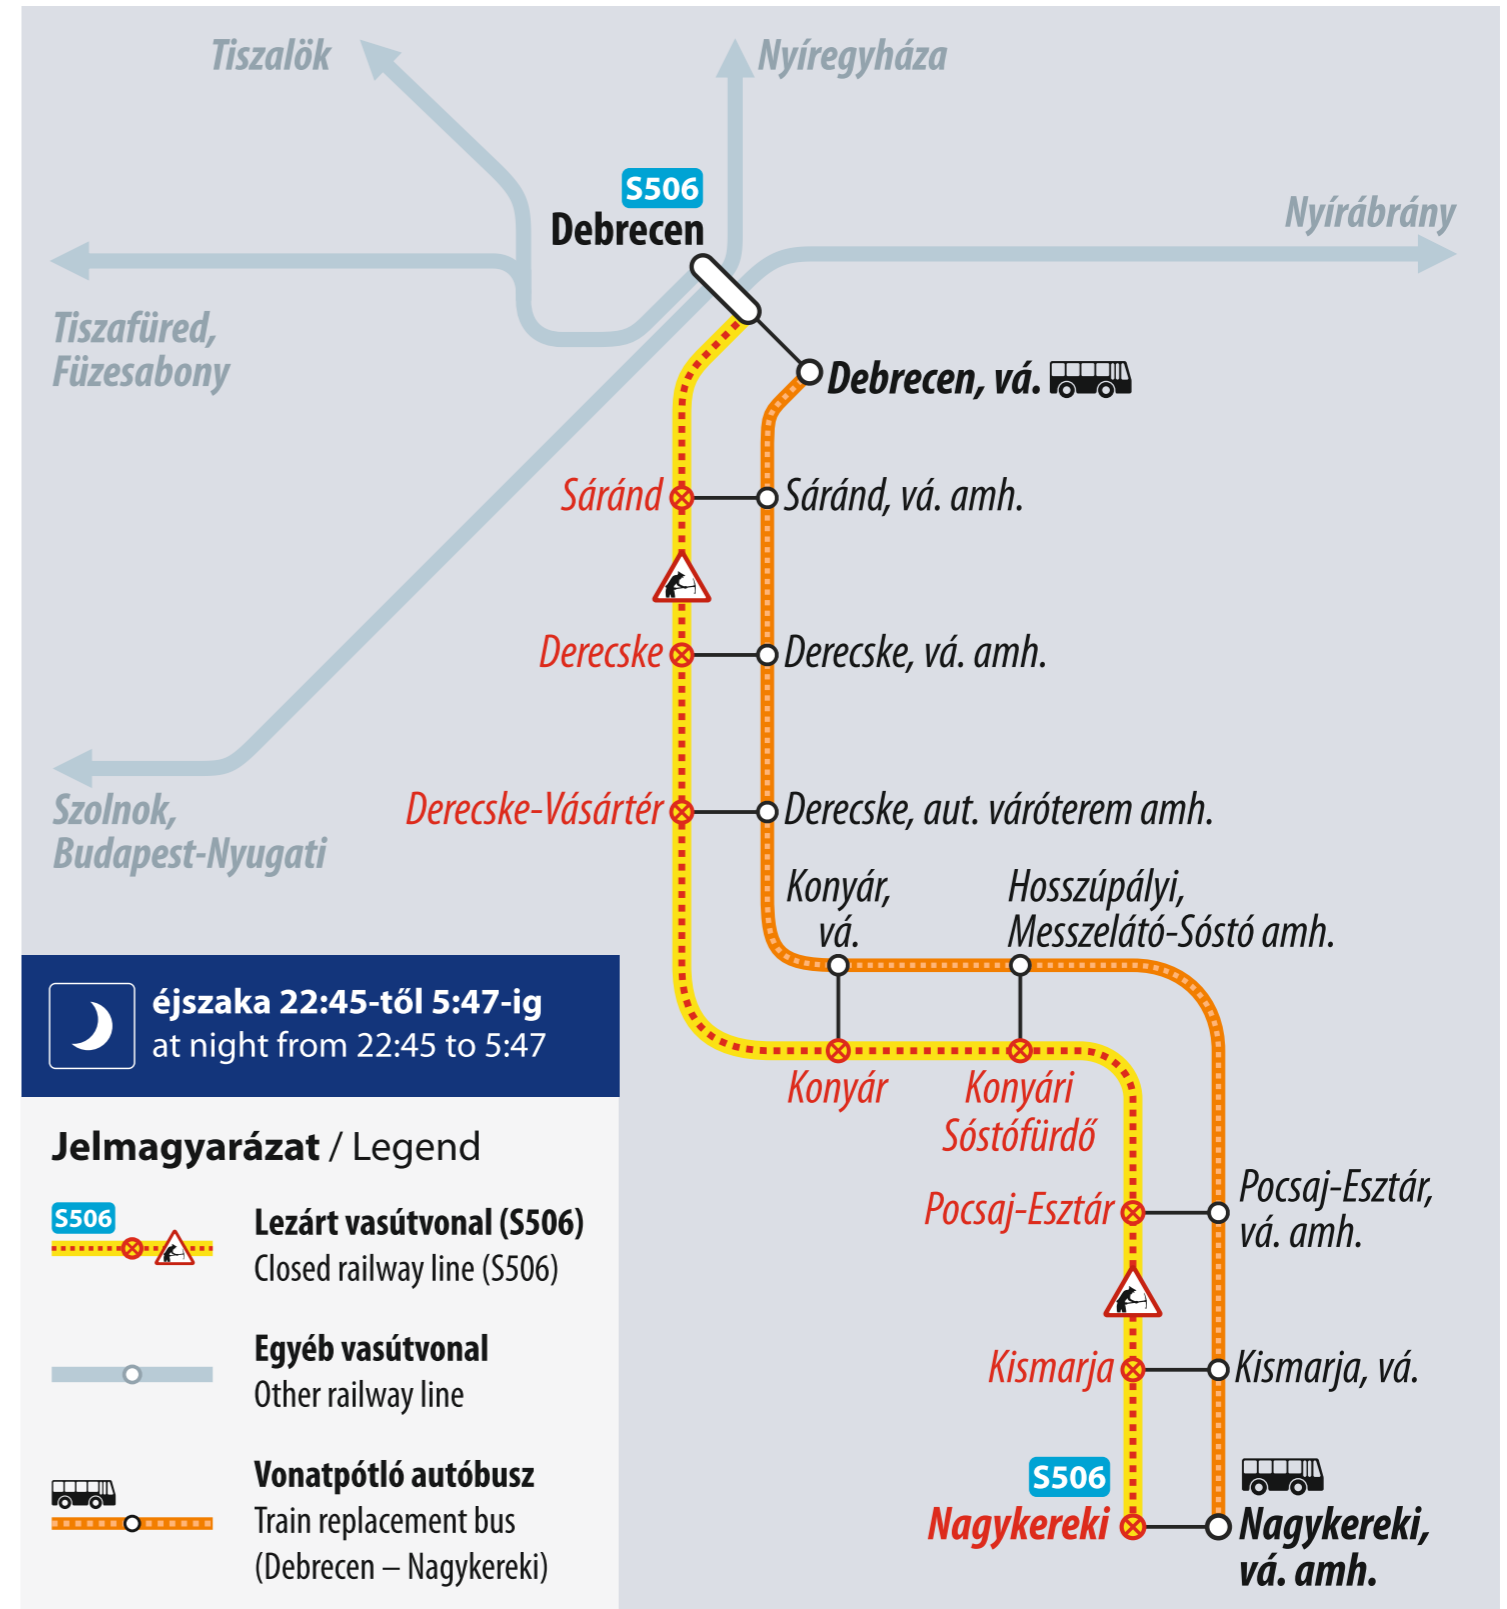 Tiszalök
Nyíregyháza
S506
Debrecen
Nyírábrány
Tiszafüred,
Füzesabony
Debrecen, vá.
Sáránd
Sáránd, vá. amh.
Derecske
Derecske, vá. amh.
Szolnok,
Budapest-Nyugati
Derecske-Vásártér
Derecske, aut. váróterem amh.
Konyár,
vá.
Hosszúpályi,
Messzelátó-Sóstó amh.
Konyár
Konyári
Sóstófürdő
Pocsaj-Esztár
Pocsaj-Esztár,
vá. amh.
Kismarja
Kismarja, vá.
S506
Nagykereki
Nagykereki,
vá. amh.
éjszaka 22:45-től 5:47-ig
at night from 22:45 to 5:47
Jelmagyarázat / Legend
S506
Lezárt vasútvonal (S506)
Closed railway line (S506)
Egyéb vasútvonal
Other railway line
Vonatpótló autóbusz
Train replacement bus
(Debrecen – Nagykereki)